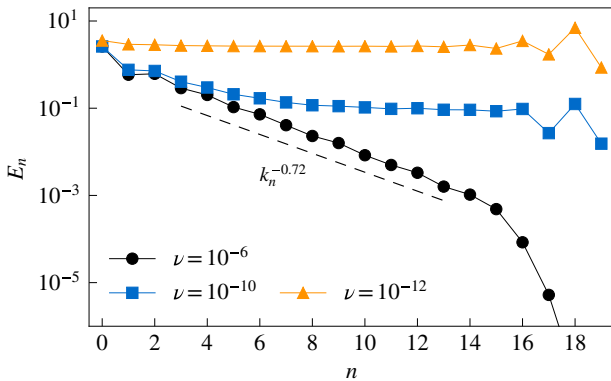 10^1
10^{-1}
10^{-3}
10^{-5}
E_n
k_n^{-0.72}
ν = 10^{-6}
ν = 10^{-10}
ν = 10^{-12}
0 2 4 6 8 10 12 14 16 18
n